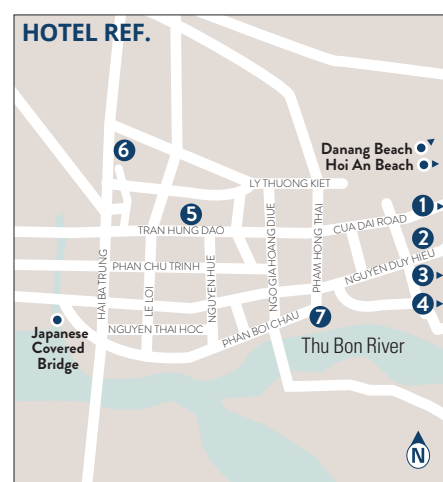 HOTEL REF.
6
Danang Beach
Hoi An Beach
LY THUONG KIET
1
5
TRAN HUNG DAO
CUA DAI ROAD
2
PHAN CHU TRINH
HAI BA TRUNG
LE LOI
NGUYEN HUE
NGO GIA HOANG DIUE
PHAM HONG THAI
NGUYEN DUY HIEU
3
4
NGUYEN THAI HOC
PHAN BOI CHAU
7
Japanese
Covered
Bridge
Thu Bon River
N